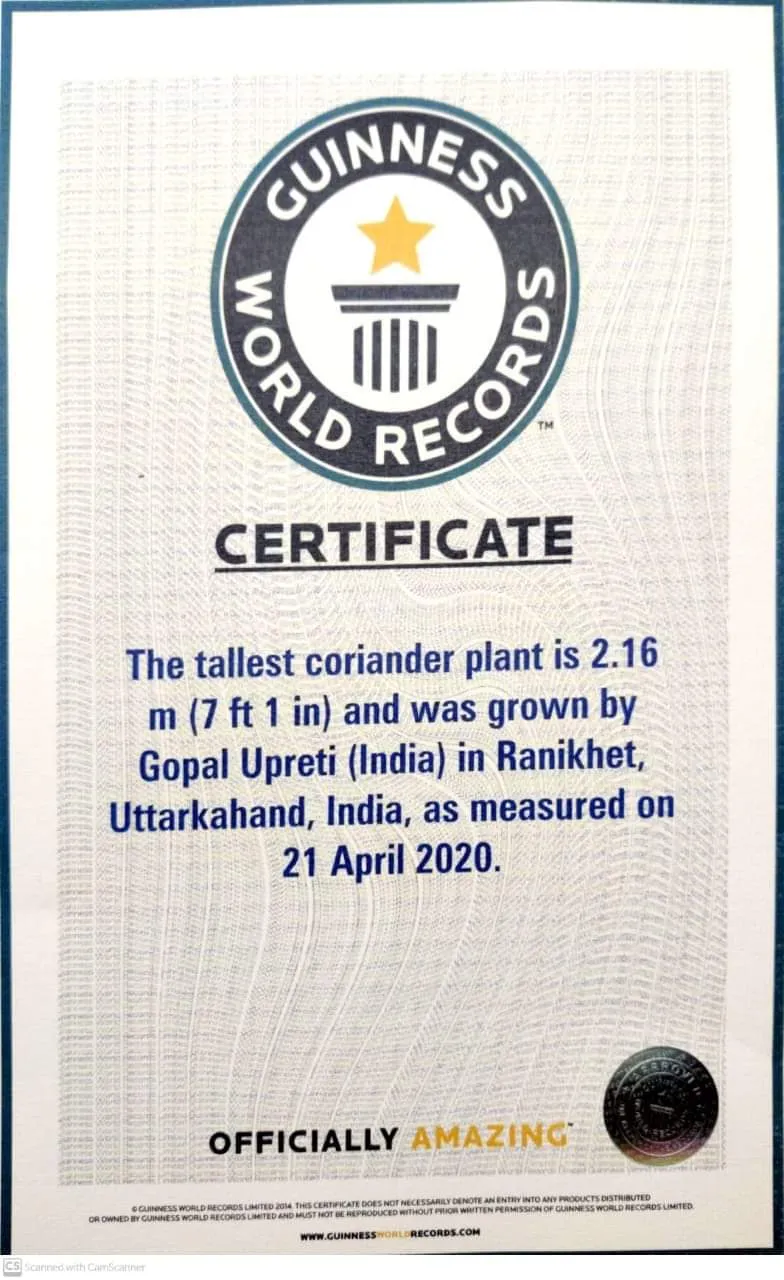 GUINNESS
WORLD RECORDS
TM
CERTIFICATE
The tallest coriander plant is 2.16
m (7 ft 1 in) and was grown by
Gopal Upreti (India) in Ranikhet,
Uttarkahand, India, as measured on
21 April 2020.
OFFICIALLY AMAZING™
© GUINNESS WORLD RECORDS LIMITED 2014. THIS CERTIFICATE DOES NOT NECESSARILY DENOTE AN ENTRY INTO ANY PRODUCTS DISTRIBUTED
OR OWNED BY GUINNESS WORLD RECORDS LIMITED AND MUST NOT BE REPRODUCED WITHOUT PRIOR WRITTEN PERMISSION OF GUINNESS WORLD RECORDS LIMITED.
WWW.GUINNESSWORLDRECORDS.COM
CS Scanned with CamScanner